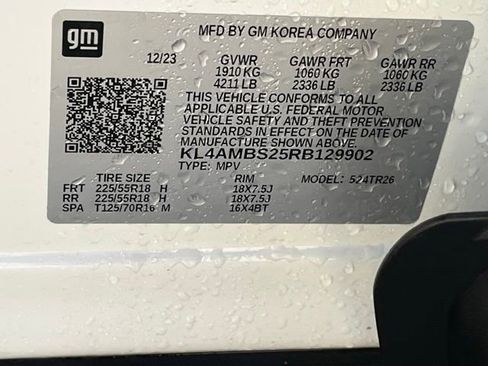 gm
MFD BY GM KOREA COMPANY
12/23 GVWR GAWR FRT GAWR RR
1910 KG 1060 KG 1060 KG
4211 LB 2336 LB 2336 LB
THIS VEHICLE CONFORMS TO ALL
APPLICABLE U.S. FEDERAL MOTOR
VEHICLE SAFETY AND THEFT PREVENTION
STANDARDS IN EFFECT ON THE DATE OF
MANUFACTURE SHOWN ABOVE.
KL4AMBS25RB129902
TYPE: MPV MODEL: 524TR26
TIRE SIZE RIM
FRT 225/55R18 H 18X7.5J
RR 225/55R18 H 18X7.5J
SPA T125/70R16 M 16X4BT